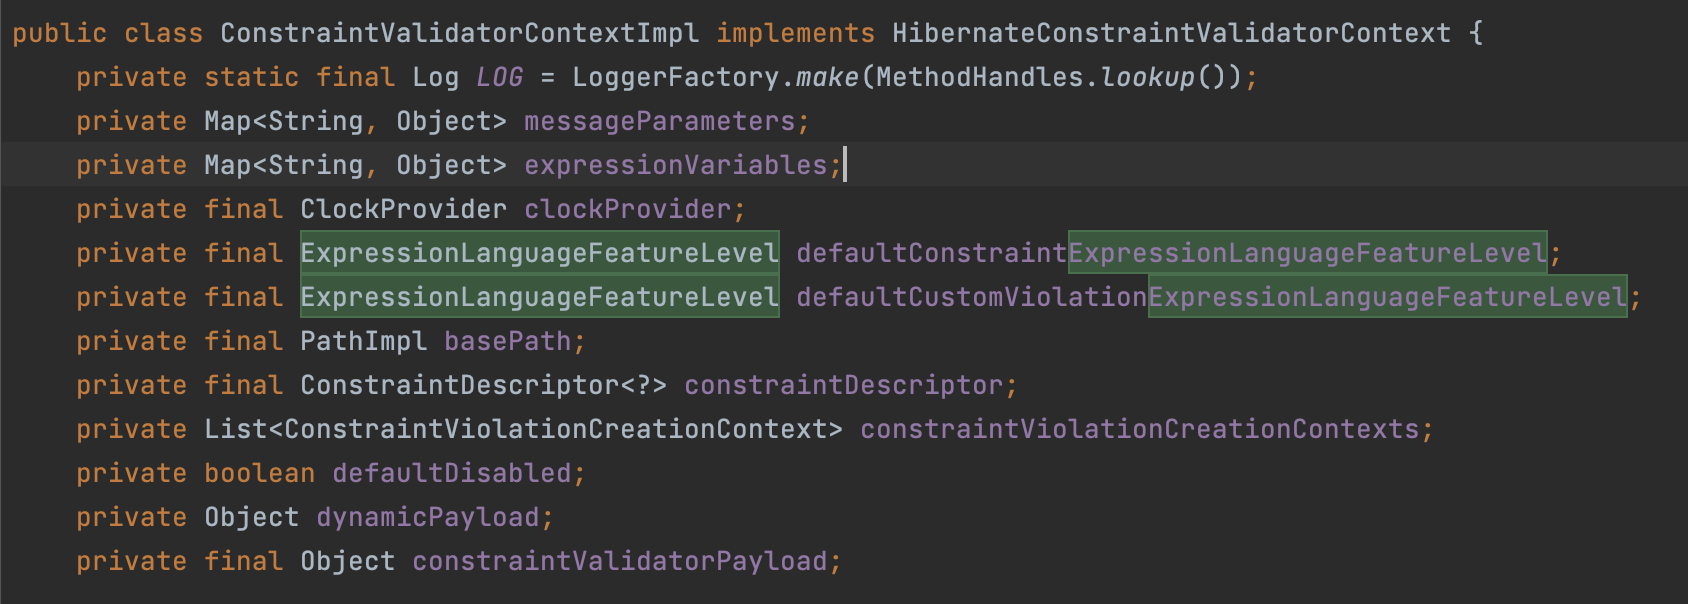 public class ConstraintValidatorContextImpl implements HibernateConstraintValidatorContext {
    private static final Log LOG = LoggerFactory.make(MethodHandles.lookup());
    private Map<String, Object> messageParameters;
    private Map<String, Object> expressionVariables;
    private final ClockProvider clockProvider;
    private final ExpressionLanguageFeatureLevel defaultConstraintExpressionLanguageFeatureLevel;
    private final ExpressionLanguageFeatureLevel defaultCustomViolationExpressionLanguageFeatureLevel;
    private final PathImpl basePath;
    private final ConstraintDescriptor<?> constraintDescriptor;
    private List<ConstraintViolationCreationContext> constraintViolationCreationContexts;
    private boolean defaultDisabled;
    private Object dynamicPayload;
    private final Object constraintValidatorPayload;